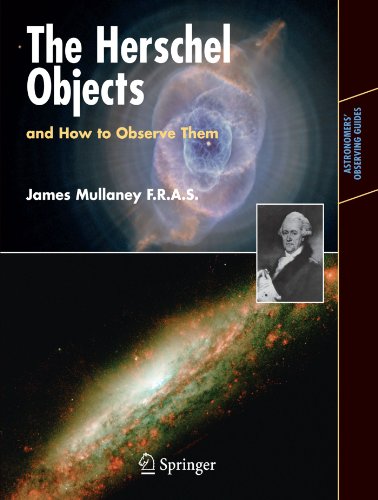 The Herschel
Objects
and How to Observe Them
James Mullaney F.R.A.S.
ASTRONOMERS'
OBSERVING GUIDES
Springer